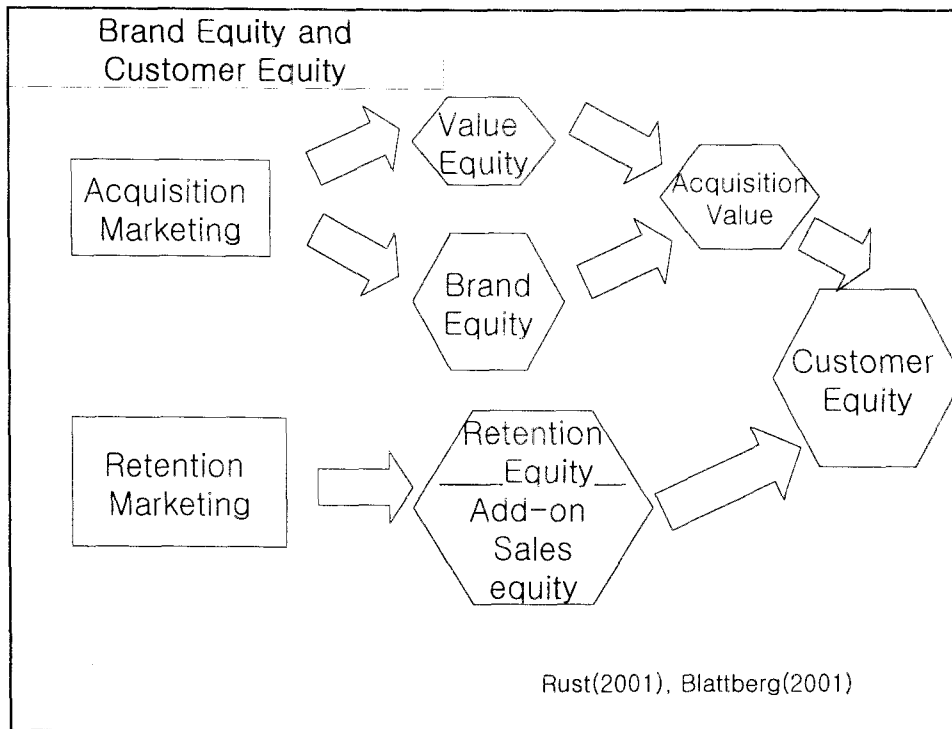 Brand Equity and
Customer Equity
Value
Equity
Acquisition
Marketing
Acquisition
Value
Brand
Equity
Customer
Equity
Retention
Marketing
Retention
Equity
Add-on
Sales
equity
Rust(2001), Blattberg(2001)